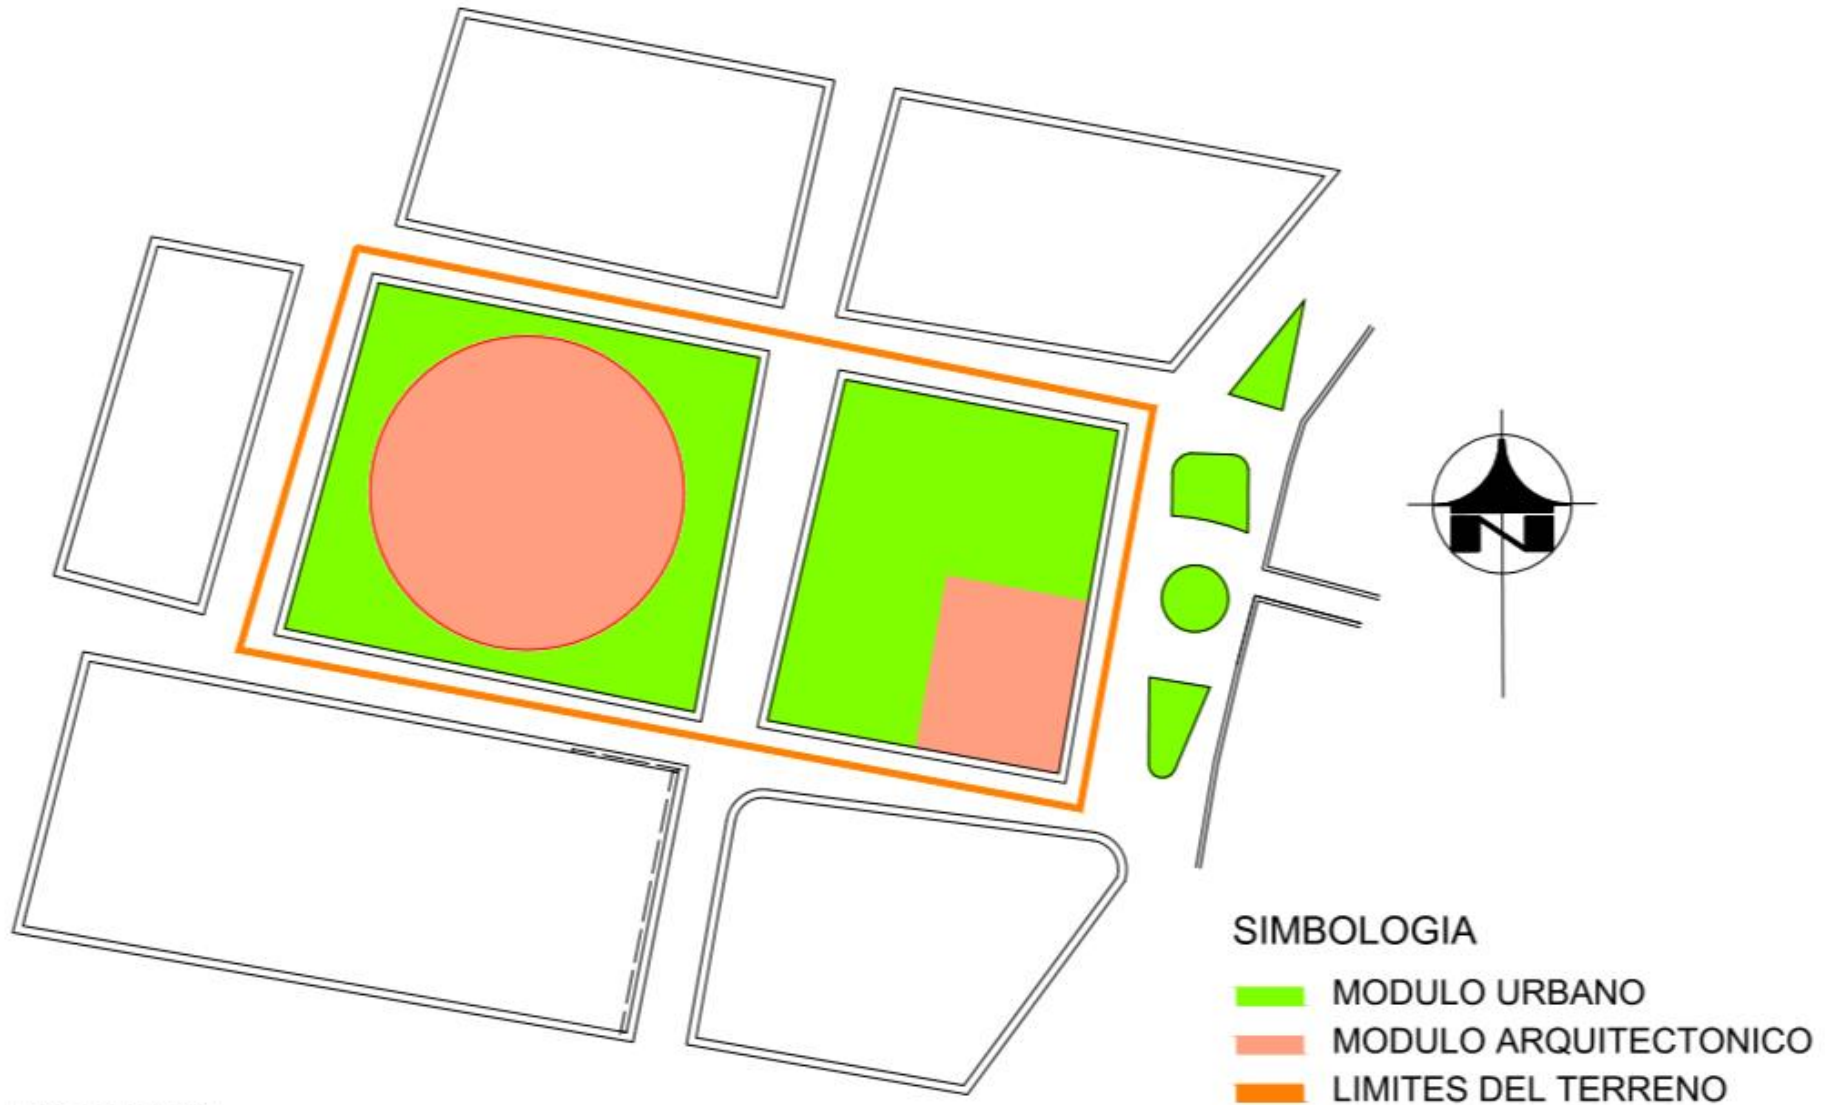 N
SIMBOLOGIA
MODULO URBANO
MODULO ARQUITECTONICO
LIMITES DEL TERRENO